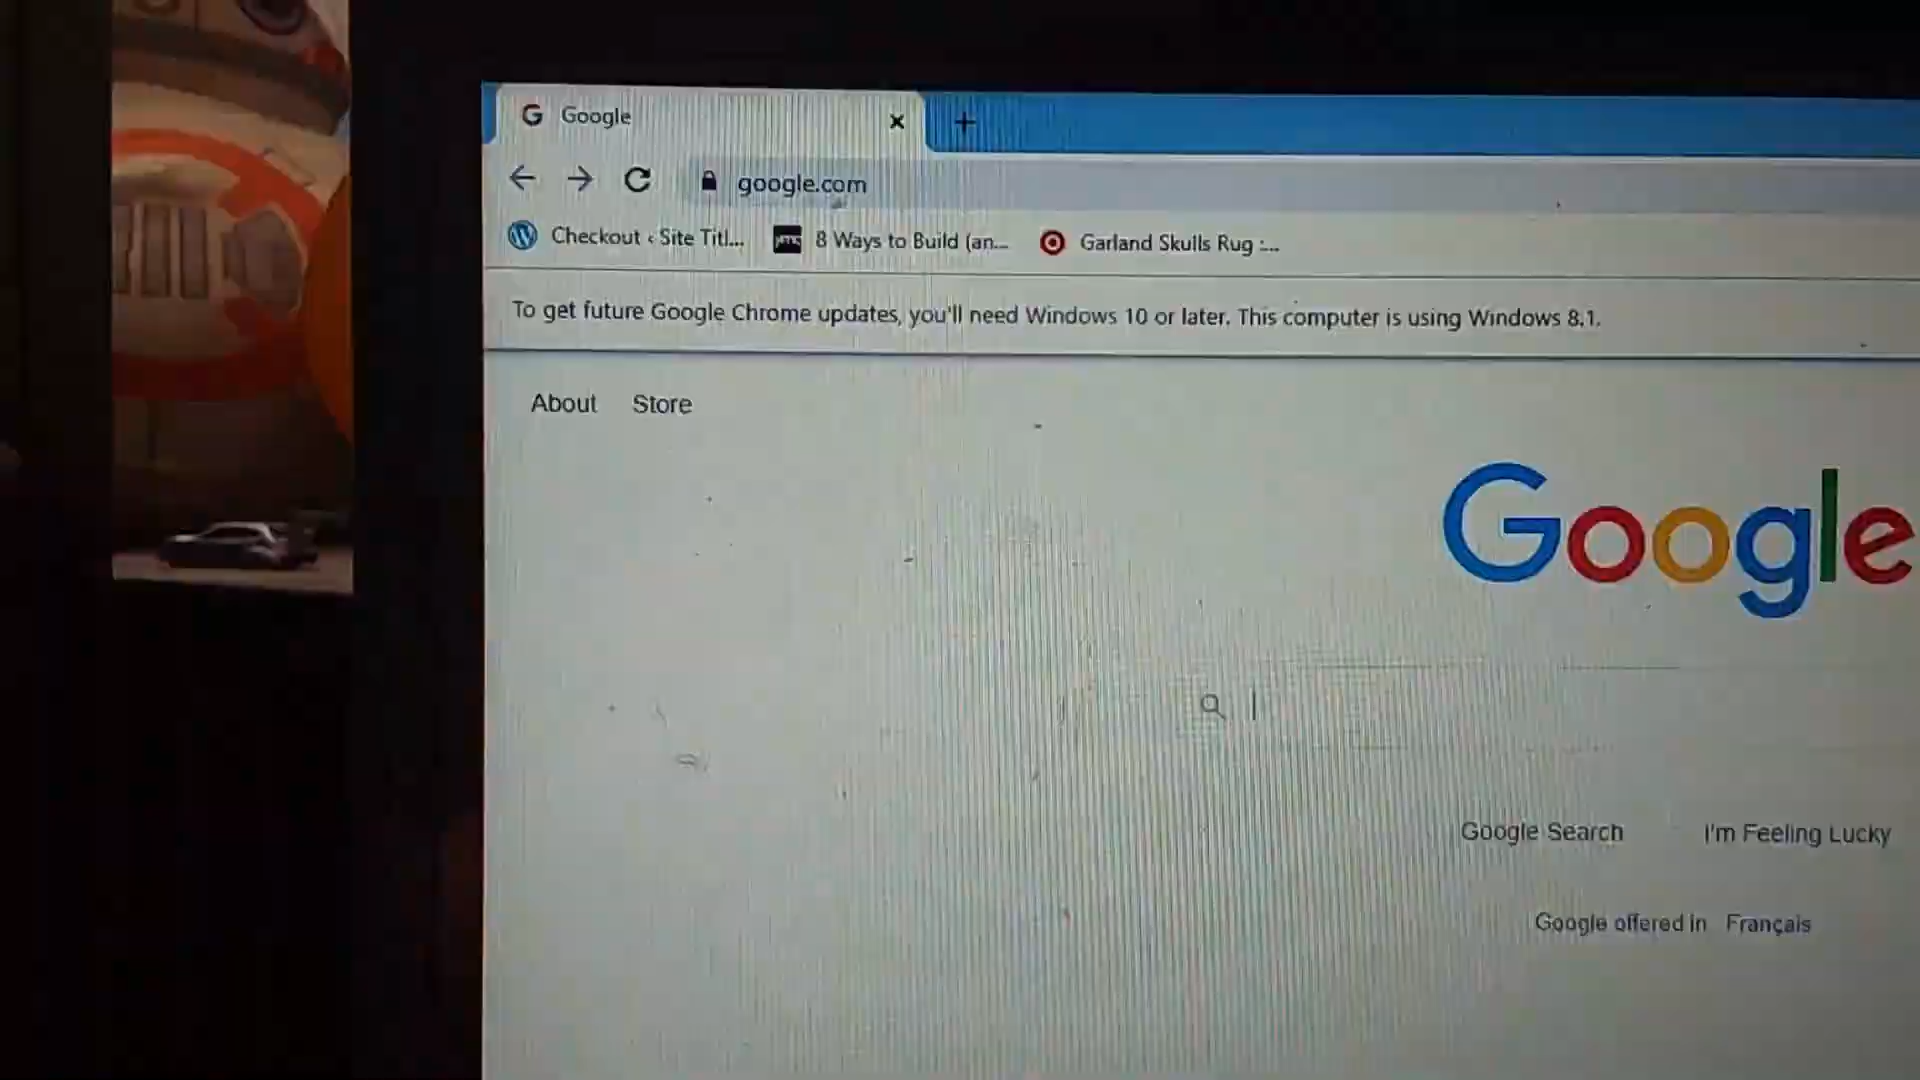 Google
google.com
Checkout ‹ Site Titl... 8 Ways to Build (an... Garland Skulls Rug :...
To get future Google Chrome updates, you'll need Windows 10 or later. This computer is using Windows 8.1.
About Store
Google
Google Search I'm Feeling Lucky
Google offered in Français